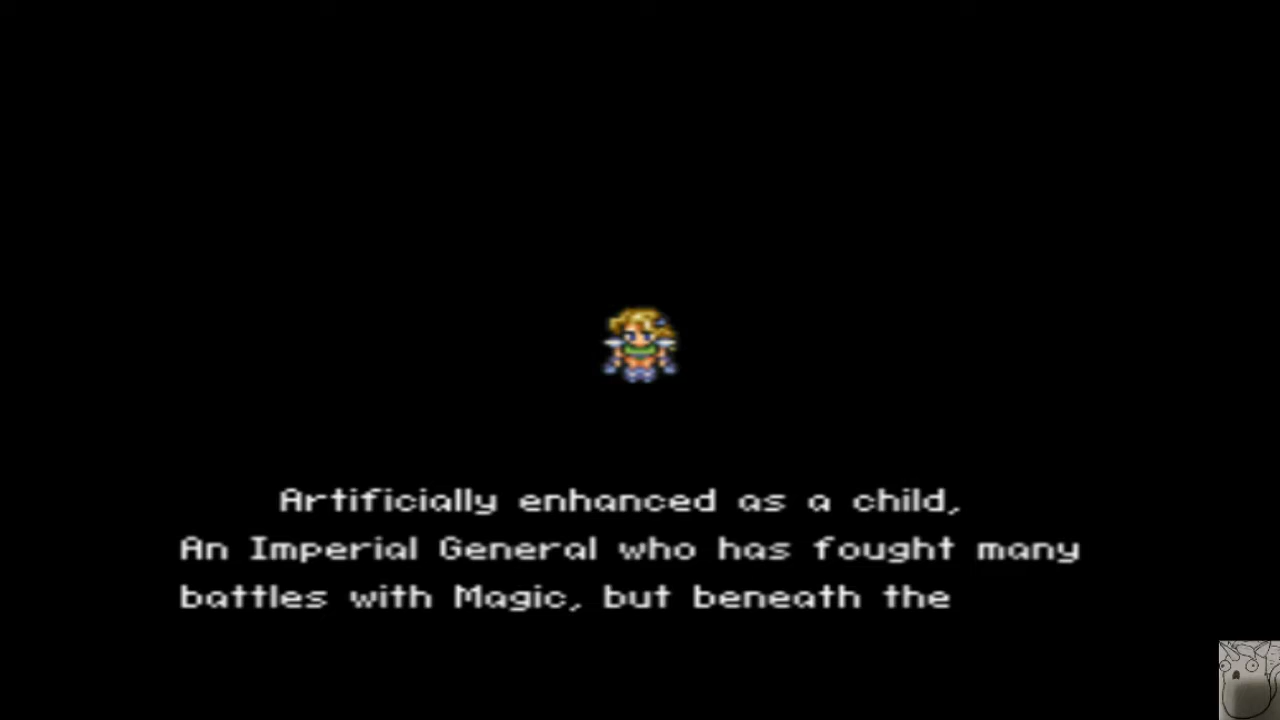 Artificially enhanced as a child,
An Imperial General who has fought many
battles with Magic, but beneath the